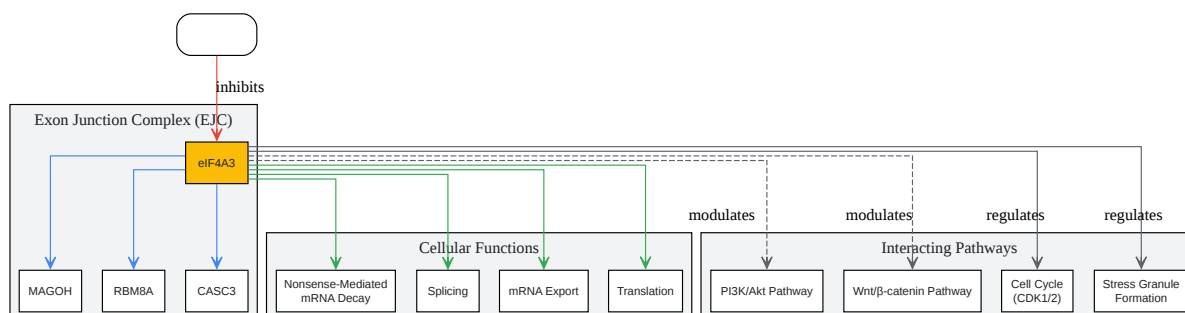 inhibits
Exon Junction Complex (EJC)
eIF4A3
modulates
modulates
regulates
regulates
Cellular Functions
Interacting Pathways
MAGOH
RBM8A
CASC3
Nonsense-Mediated
mRNA Decay
Splicing
mRNA Export
Translation
PI3K/Akt Pathway
Wnt/β-catenin Pathway
Cell Cycle
(CDK1/2)
Stress Granule
Formation